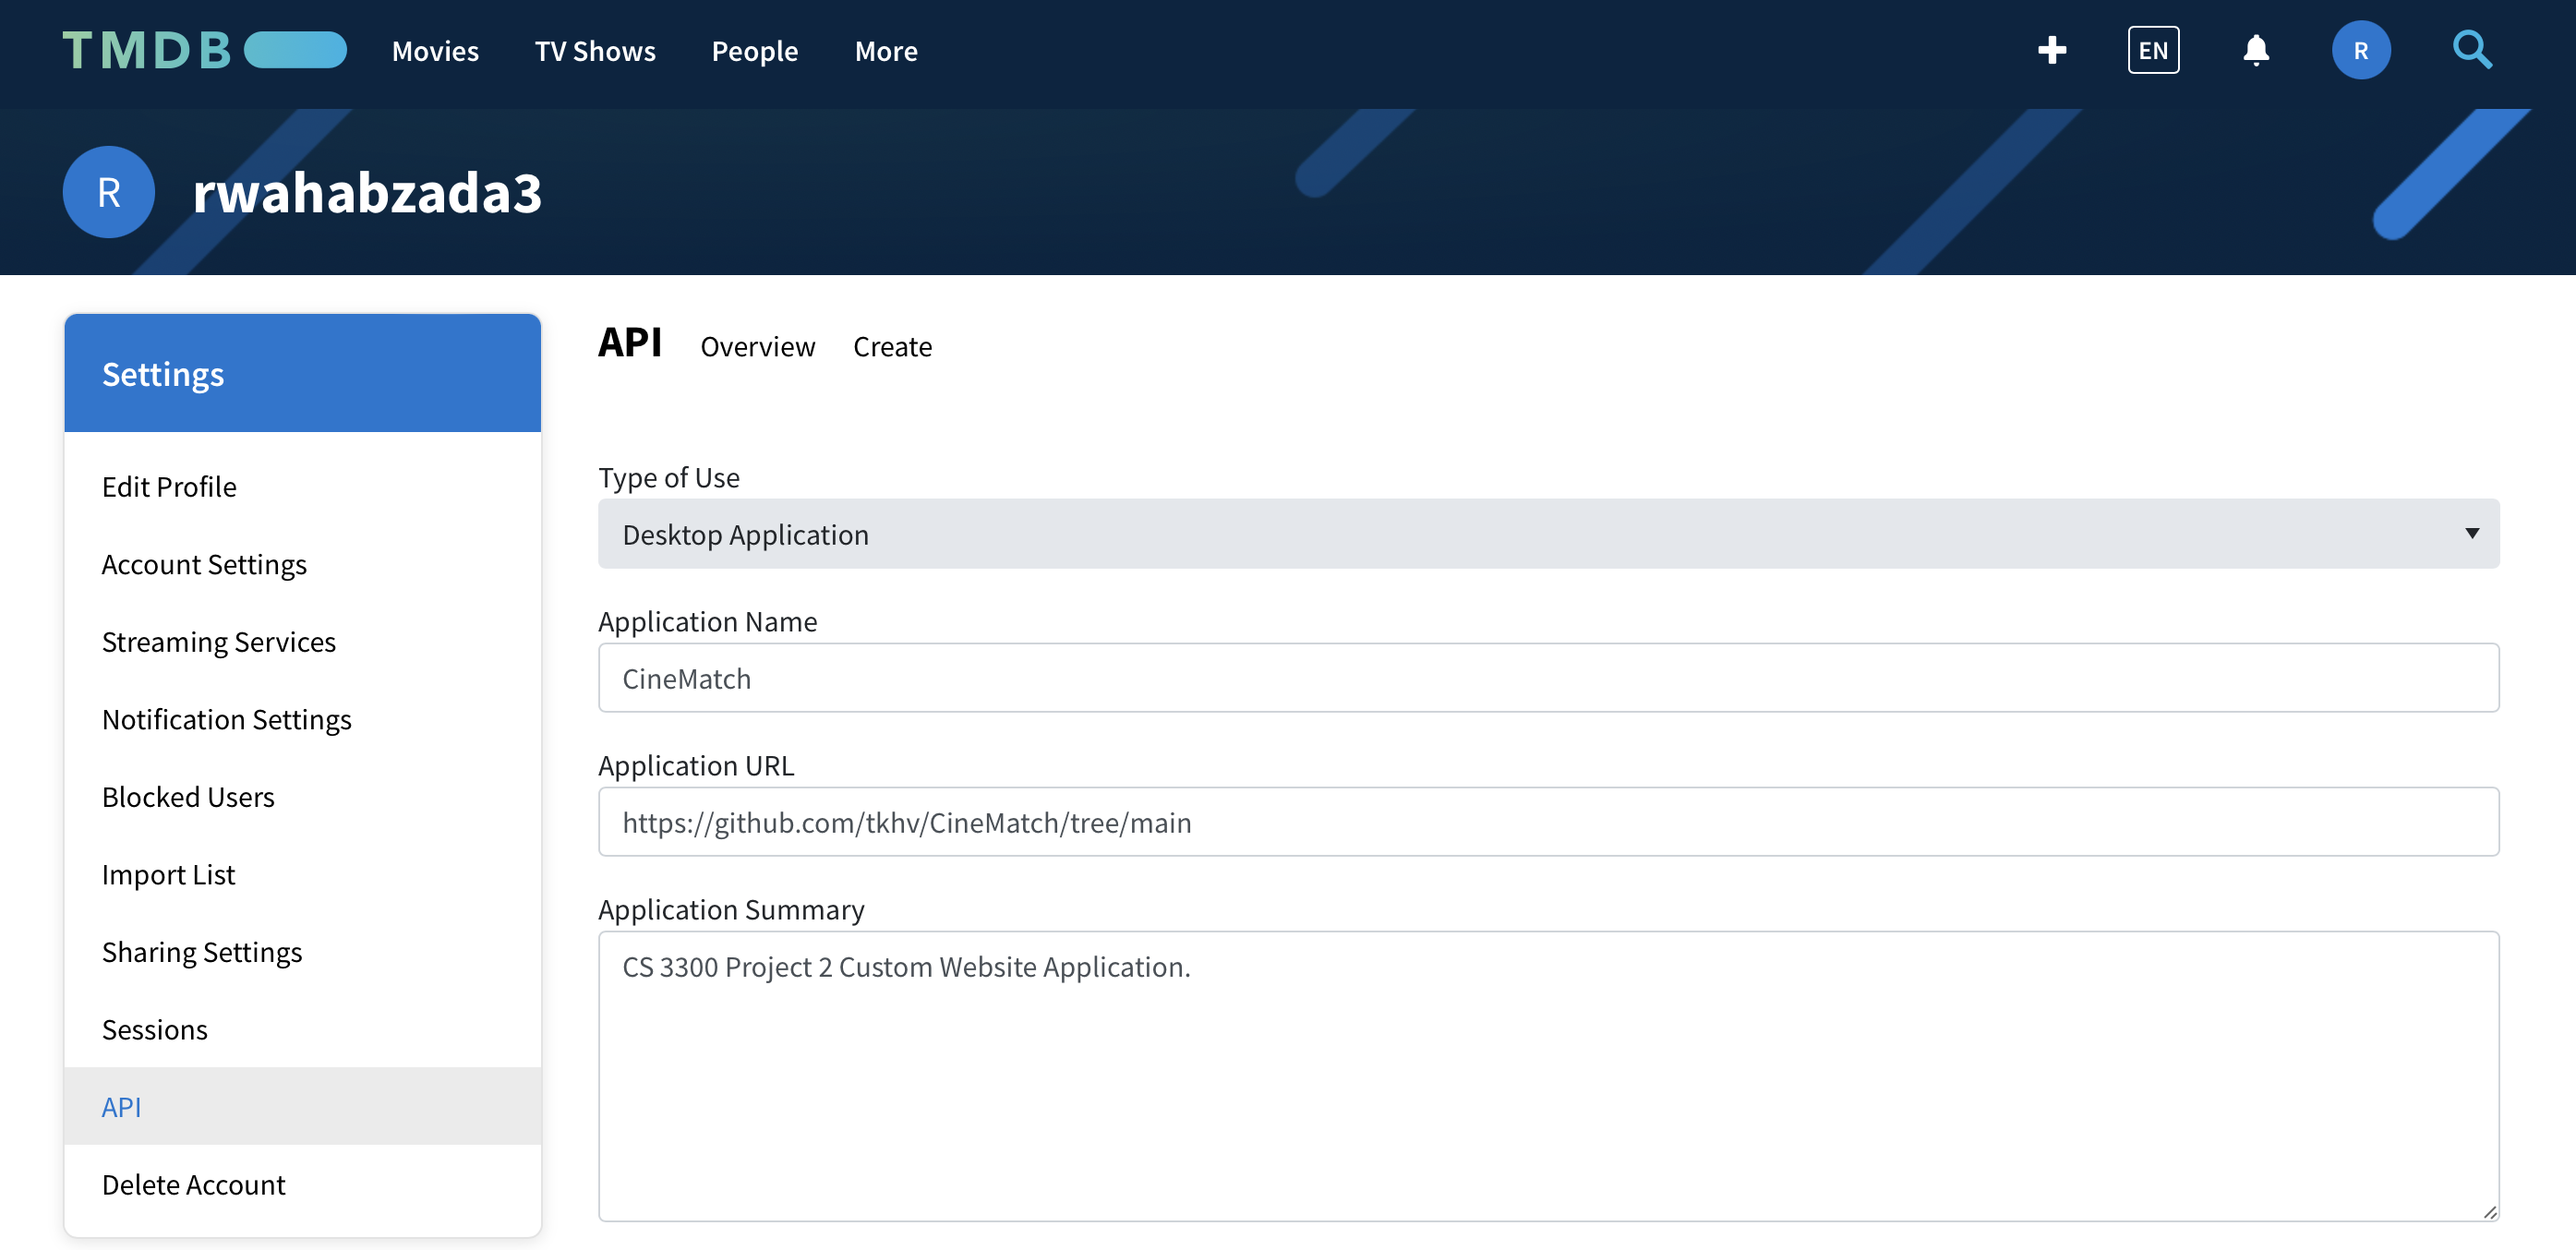 TMDB Movies TV Shows People More EN R
R rwahabzada3
Settings
Edit Profile
Account Settings
Streaming Services
Notification Settings
Blocked Users
Import List
Sharing Settings
Sessions
API
Delete Account
API Overview Create
Type of Use
Desktop Application
Application Name
CineMatch
Application URL
https://github.com/tkhv/CineMatch/tree/main
Application Summary
CS 3300 Project 2 Custom Website Application.